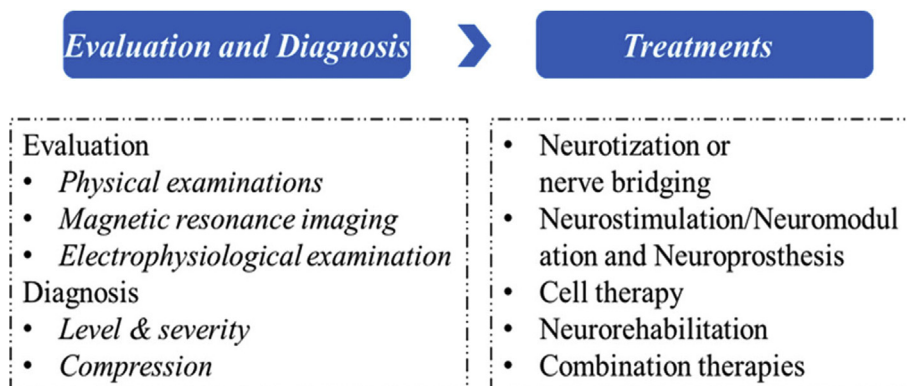 Evaluation and Diagnosis
Treatments
Evaluation
• Physical examinations
• Magnetic resonance imaging
• Electrophysiological examination
Diagnosis
• Level & severity
• Compression
• Neurotization or
nerve bridging
• Neurostimulation/Neuromodul
ation and Neuroprosthesis
• Cell therapy
• Neurorehabilitation
• Combination therapies